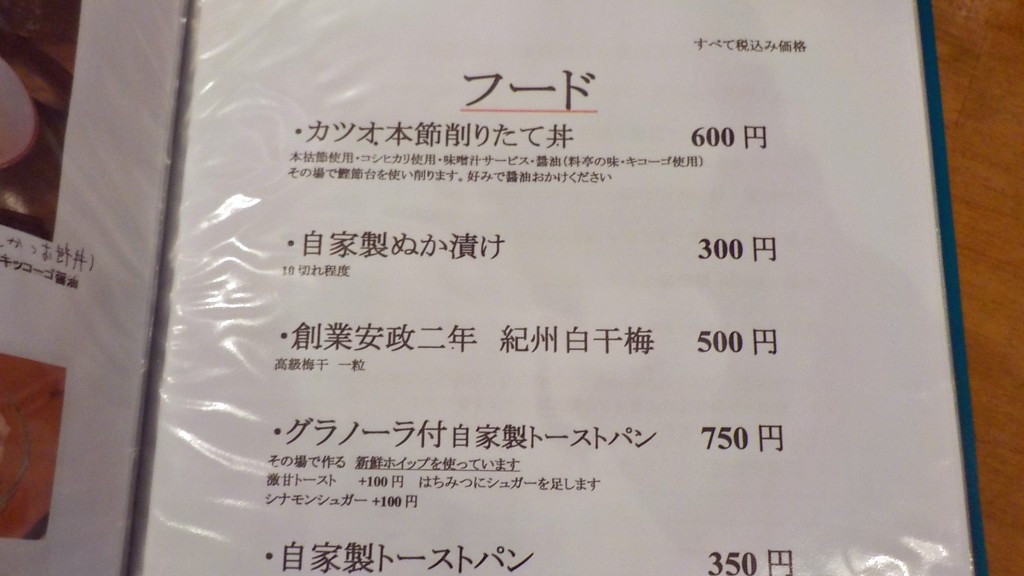 すべて税込み価格
フード
・カツオ本節削りたて丼 600円
本祜節使用・コシヒカリ使用・味噌汁サービス・醤油(料亭の味・キコーゴ使用)
その場で鰹節台を使い削ります。好みで醤油おかけください
・自家製ぬか漬け 300円
10切れ程度
・創業安政二年 紀州白干梅 500円
高級梅干 一粒
・グラノーラ付自家製トーストパン 750円
その場で作る 新鮮ホイップを使っています
激甘トースト +100円 はちみつにシュガーを足します
シナモンシュガー +100円
・自家製トーストパン 350円
かつお節丼)
キッコーゴ醤油